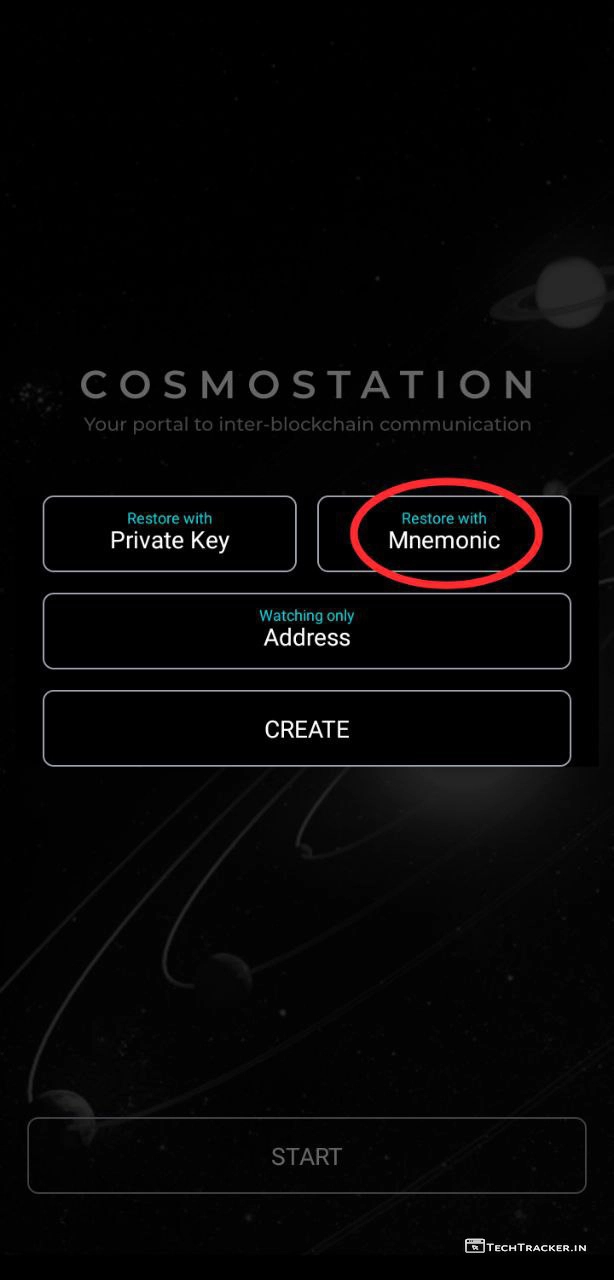 COSMOSTATION
Your portal to inter-blockchain communication
Restore with
Private Key
Restore with
Mnemonic
Watching only
Address
CREATE
START
TECHTRACKER.IN